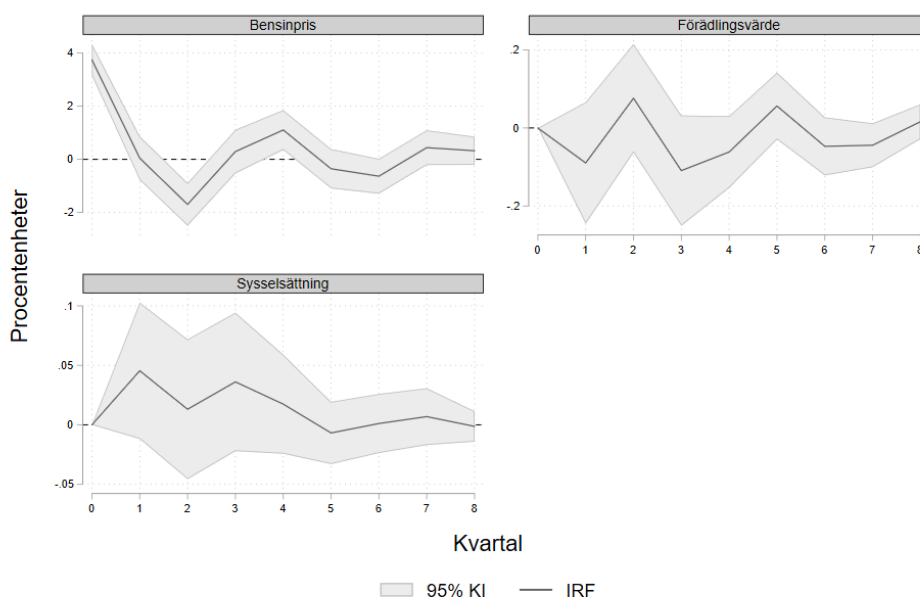 Bensinpris
4
2
0
-2
Förädlingsvärde
.2
0
-.2
0 1 2 3 4 5 6 7 8
Sysselsättning
.1
.05
0
-.05
0 1 2 3 4 5 6 7 8
Procentenheter
Kvartal
95% KI IRF